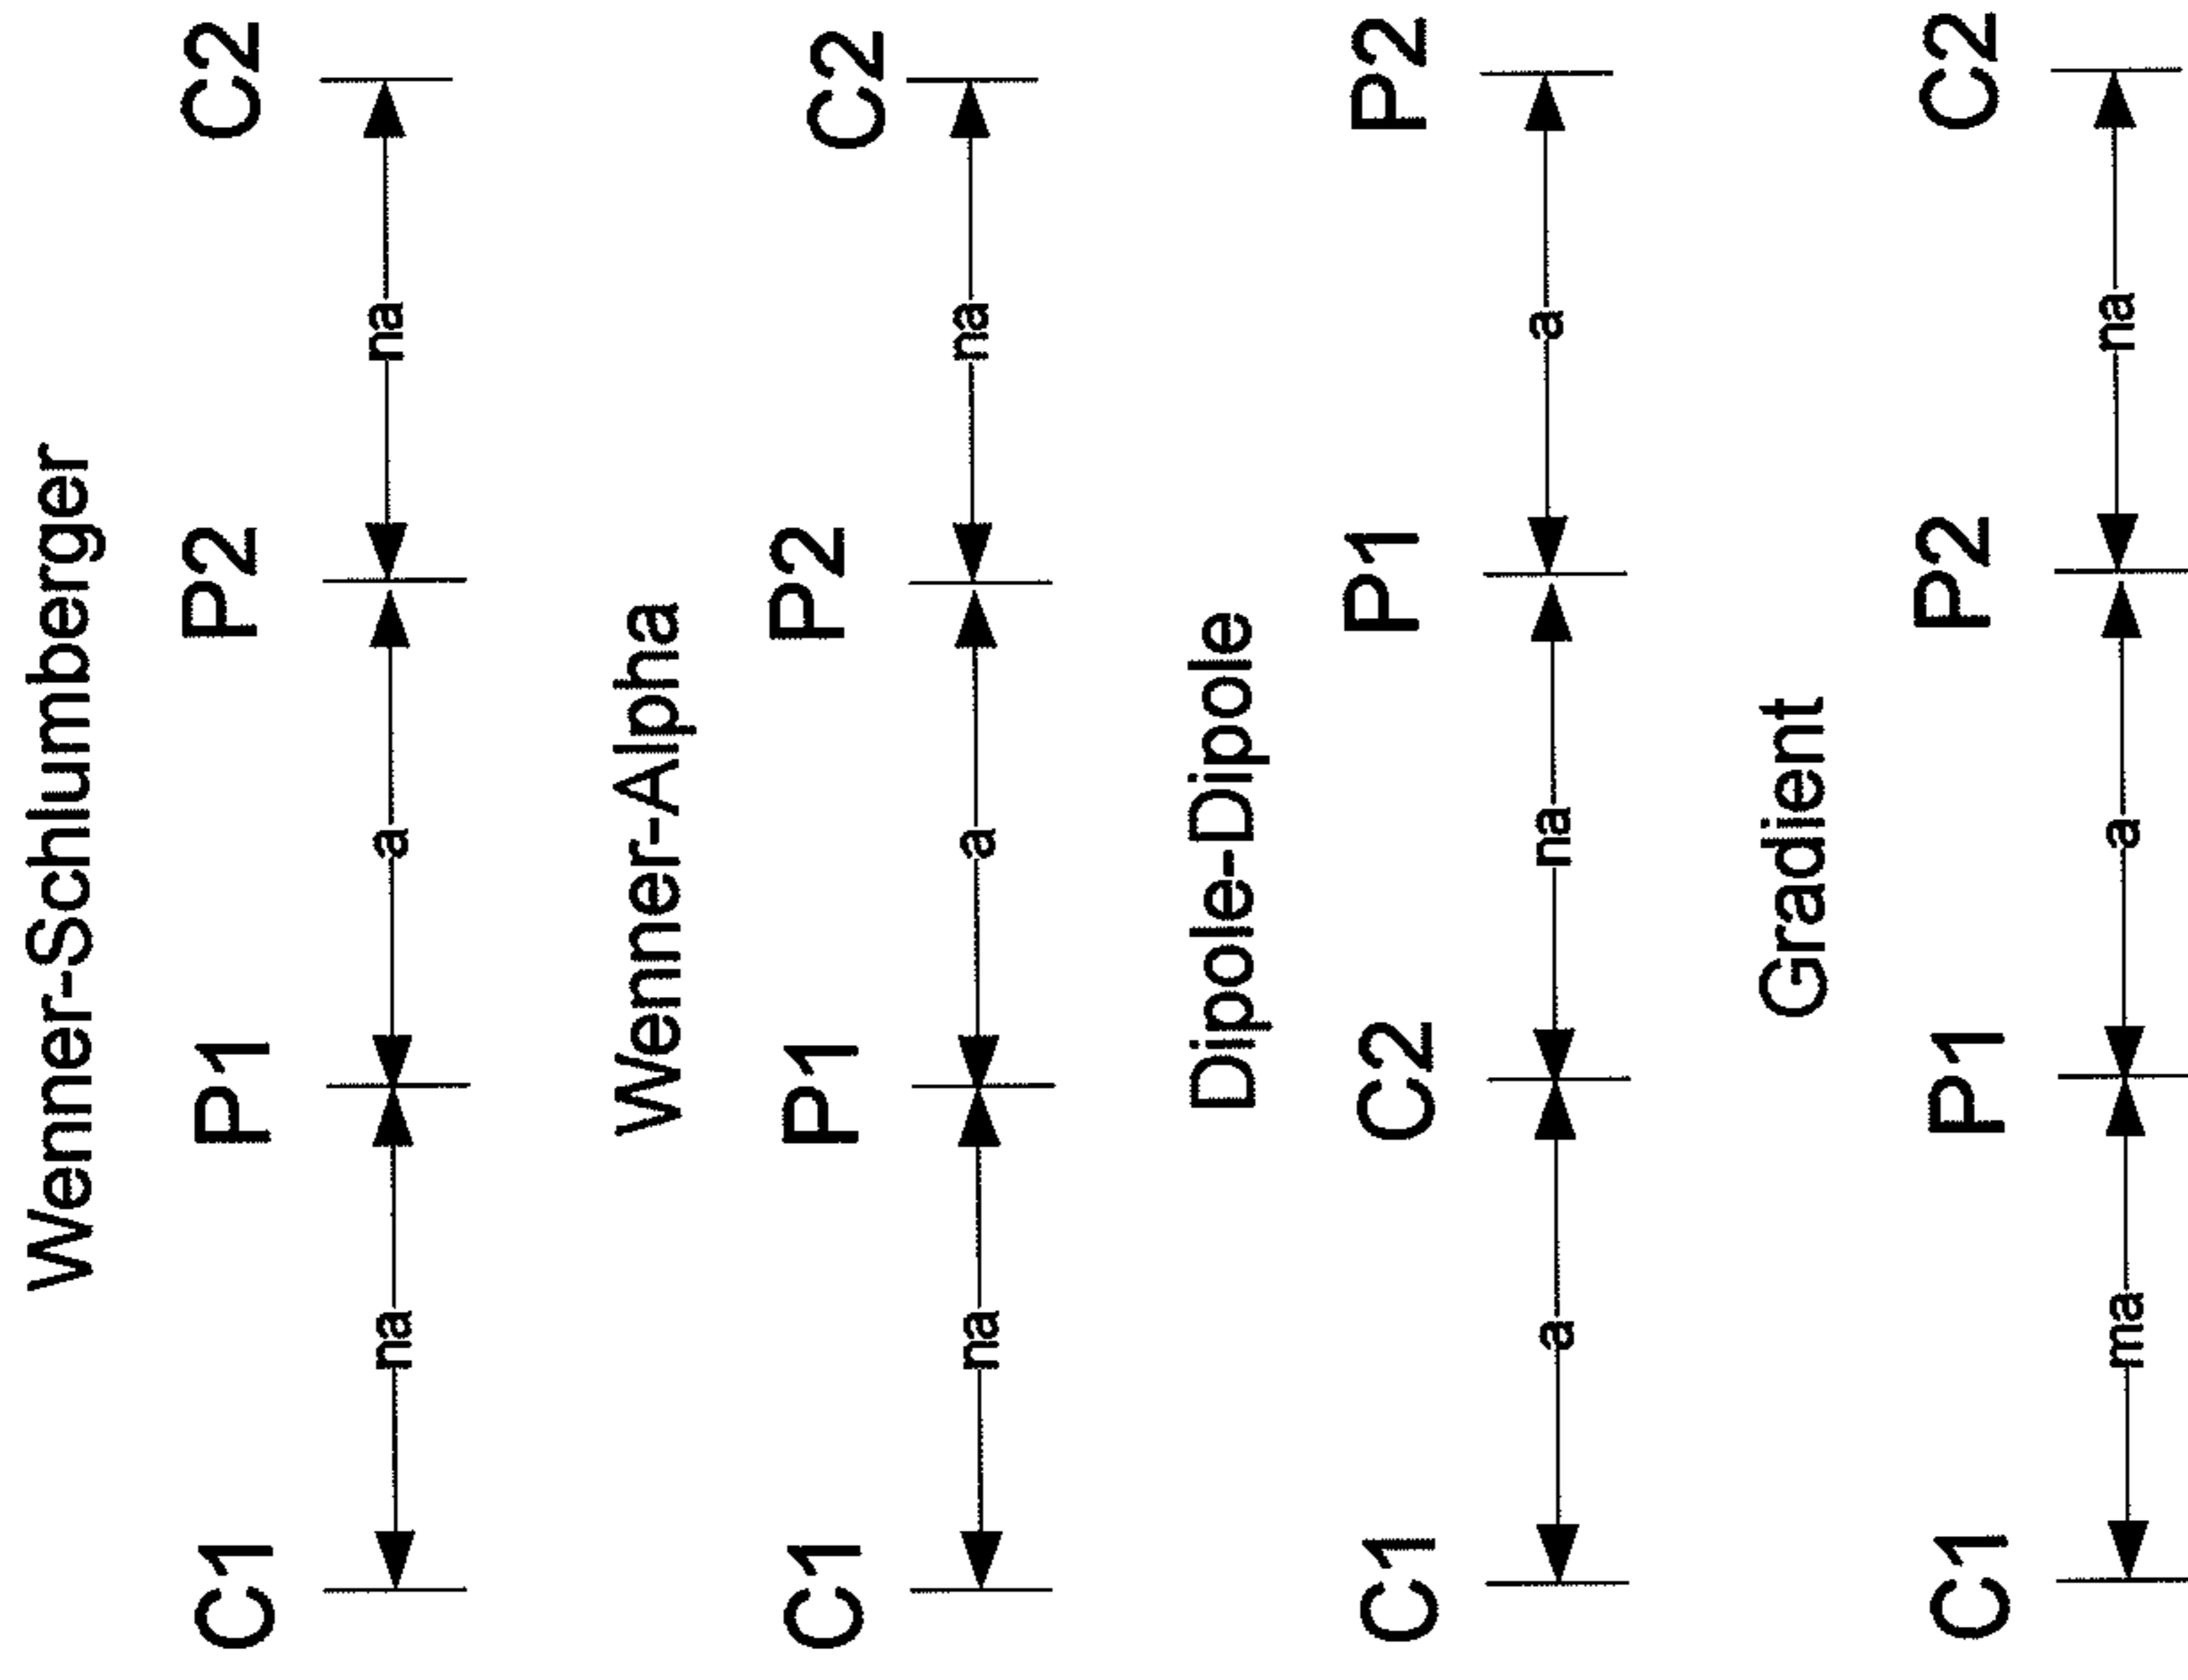 Wenner-Schlumberger
C1 P1 P2 C2
na a na
Wenner-Alpha
C1 P1 P2 C2
na a na
Dipole-Dipole
C1 C2 P1 P2
a na a
Gradient
C1 P1 P2 C2
ma a na